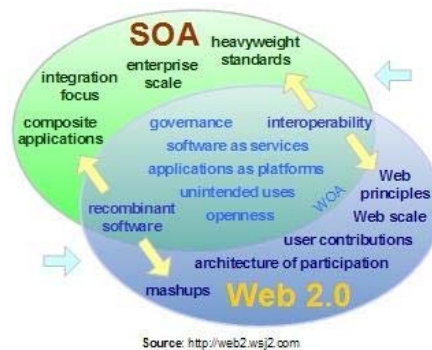 SOA
heavyweight
standards
enterprise
scale
integration
focus
composite
applications
governance
interoperability
software as services
applications as platforms
unintended uses
openness
WOA
recombinant
software
Web
principles
Web scale
user contributions
architecture of participation
mashups
Web 2.0
Source: http://web2.wsj2.com